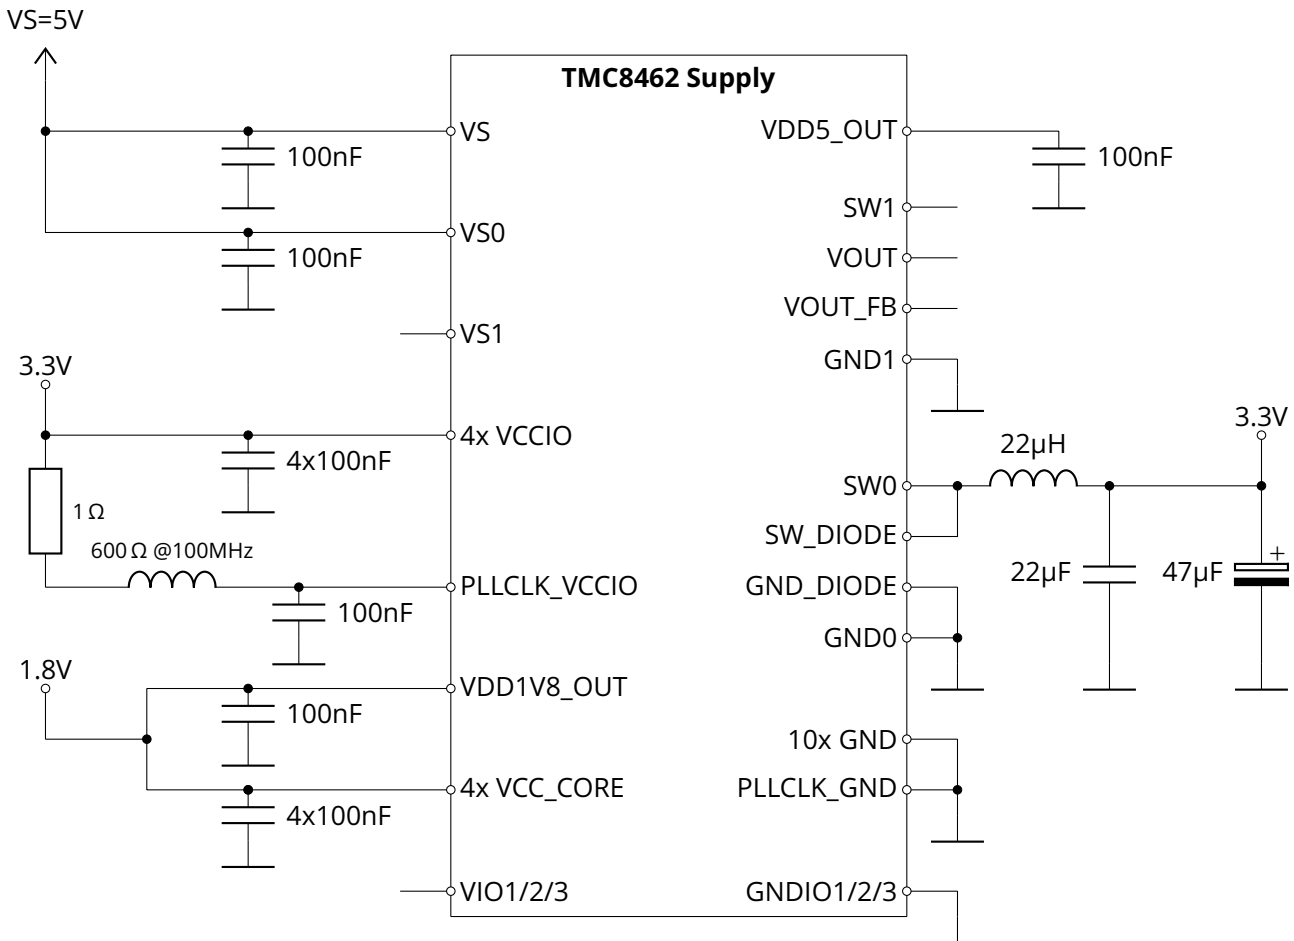 VS=5V
TMC8462 Supply
VS
VDD5_OUT
100nF
100nF
SW1
VS0
100nF
VOUT
VOUT_FB
VS1
GND1
3.3V
3.3V
4x VCCIO
22µH
4x100nF
SW0
1 Ω
SW_DIODE
600 Ω @100MHz
22µF
47µF
+
PLLCLK_VCCIO
GND_DIODE
100nF
GND0
1.8V
VDD1V8_OUT
100nF
10x GND
4x VCC_CORE
PLLCLK_GND
4x100nF
VIO1/2/3
GNDIO1/2/3